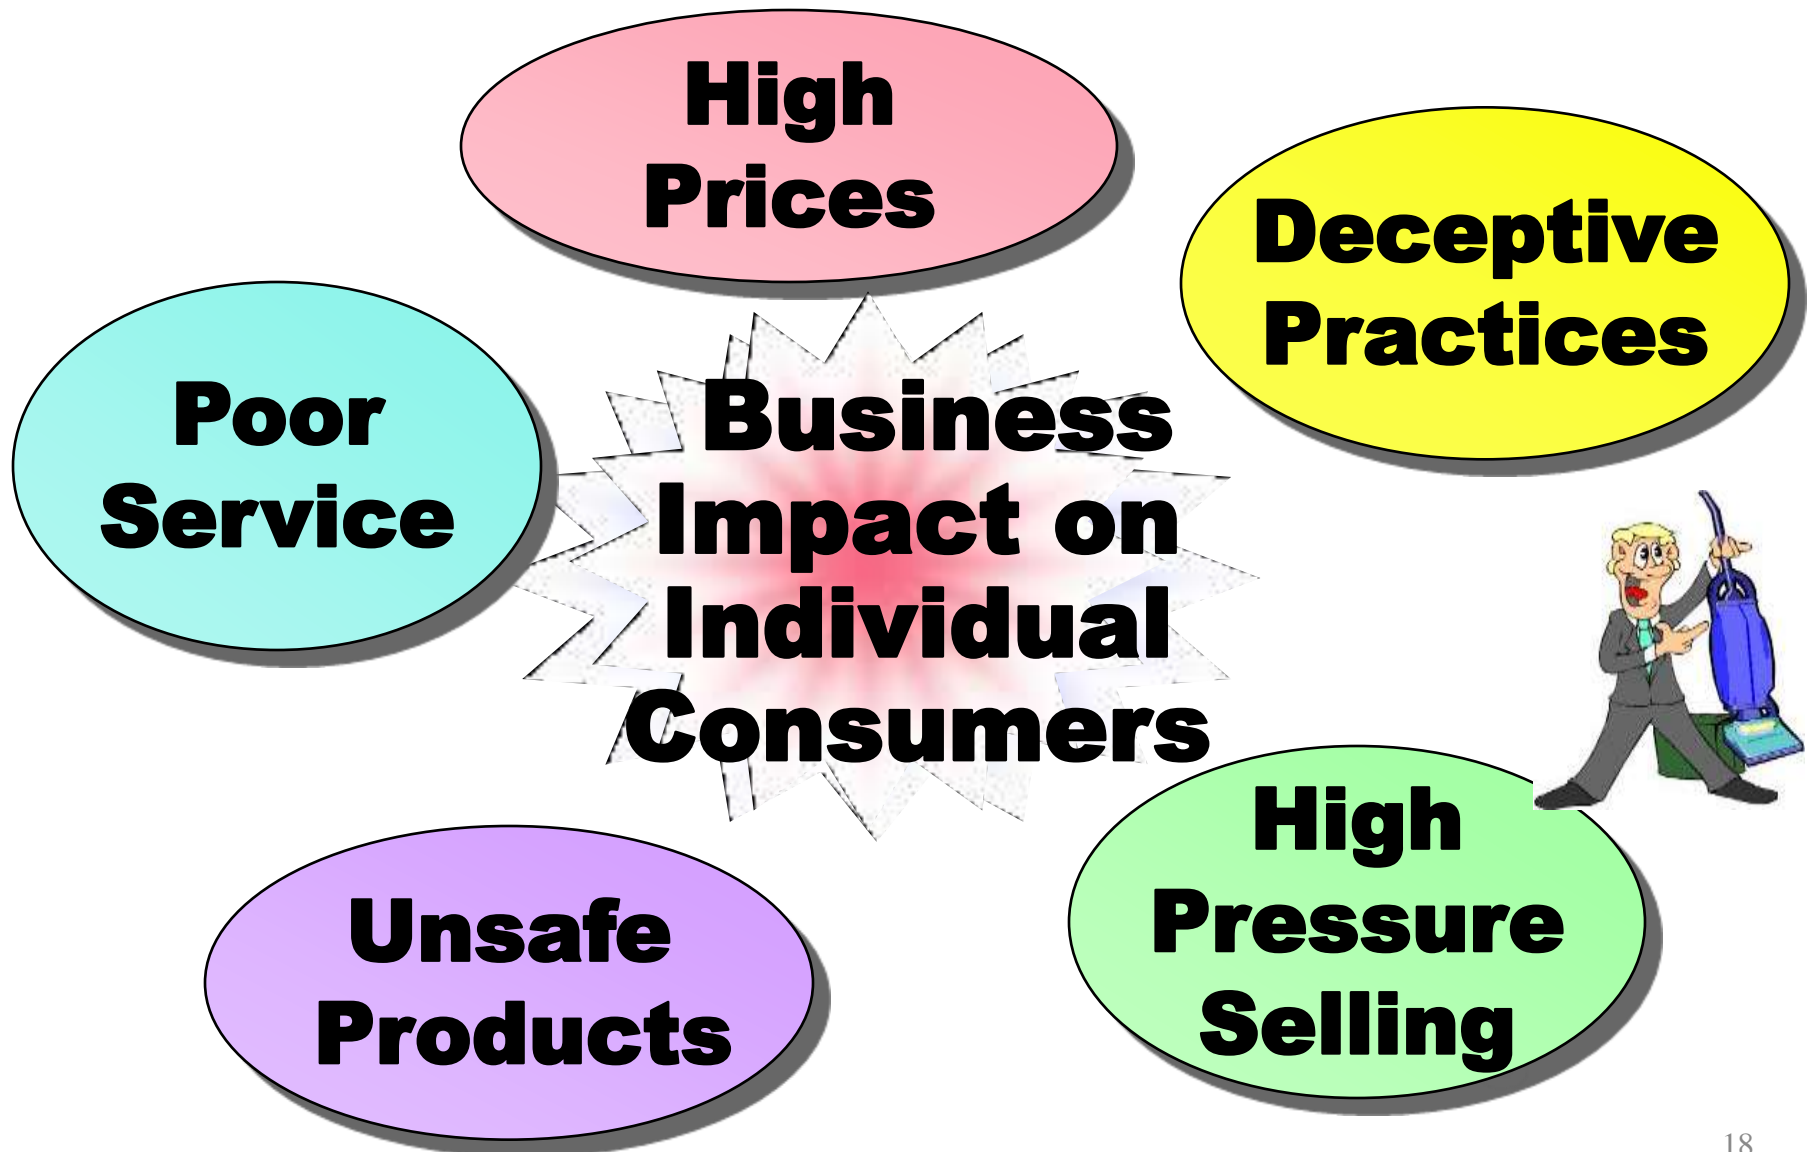 High
Prices
Deceptive
Practices
Poor
Service
Business
Impact on
Individual
Consumers
High
Pressure
Selling
Unsafe
Products
18